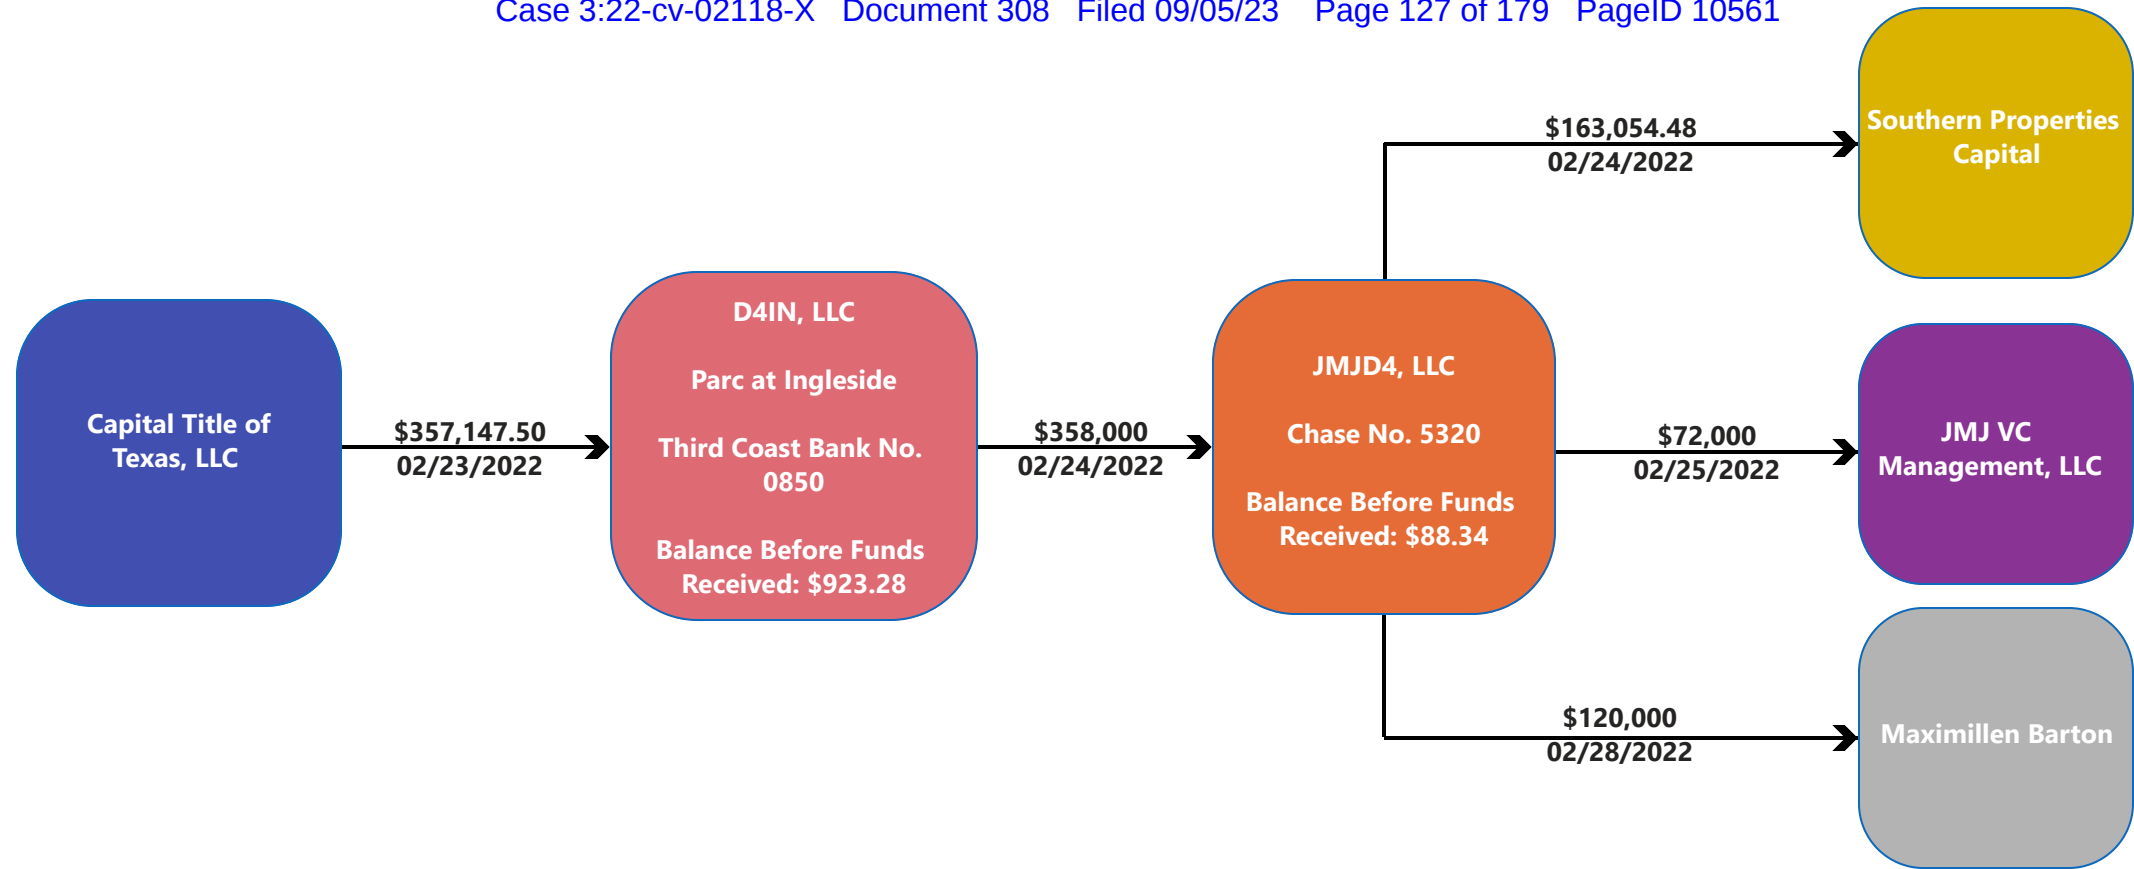 Case 3:22-cv-02118-X Document 308 Filed 09/05/23 Page 127 of 179 PageID 10561
Capital Title of
Texas, LLC
$357,147.50
02/23/2022
D4IN, LLC
Parc at Ingleside
Third Coast Bank No.
0850
Balance Before Funds
Received: $923.28
$358,000
02/24/2022
JMJD4, LLC
Chase No. 5320
Balance Before Funds
Received: $88.34
$163,054.48
02/24/2022
Southern Properties
Capital
$72,000
02/25/2022
JMJ VC
Management, LLC
$120,000
02/28/2022
Maximillen Barton